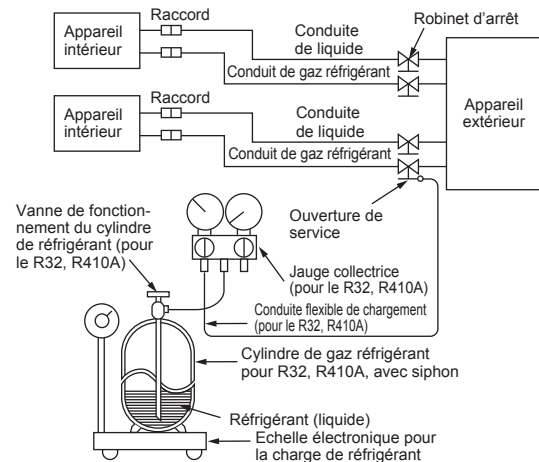 Appareil
intérieur
Raccord
Conduite
de liquide
Conduit de gaz réfrigérant
Robinet d'arrêt
Appareil
extérieur
Appareil
intérieur
Raccord
Conduite
de liquide
Conduit de gaz réfrigérant
Ouverture de
service
Vanne de fonction-
nement du cylindre
de réfrigérant (pour
le R32, R410A)
Jauge collectrice
(pour le R32, R410A)
Conduite flexible de chargement
(pour le R32, R410A)
Cylindre de gaz réfrigérant
pour R32, R410A, avec siphon
Réfrigérant (liquide)
Echelle électronique pour
la charge de réfrigérant